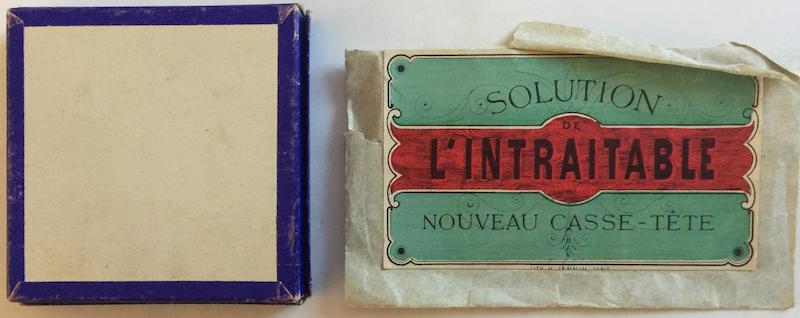 SOLUTION
DE
L'INTRAITABLE
NOUVEAU CASSE-TÊTE